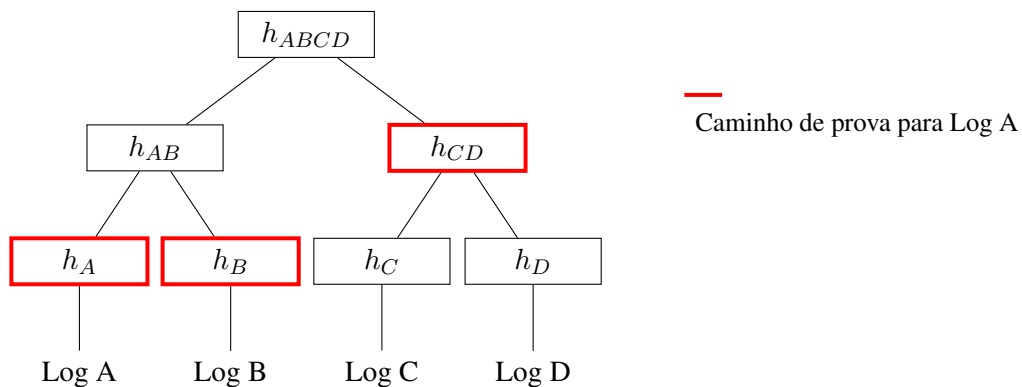 h_{ABCD}
Caminho de prova para Log A
h_{AB} h_{CD}
h_A h_B h_C h_D
Log A Log B Log C Log D